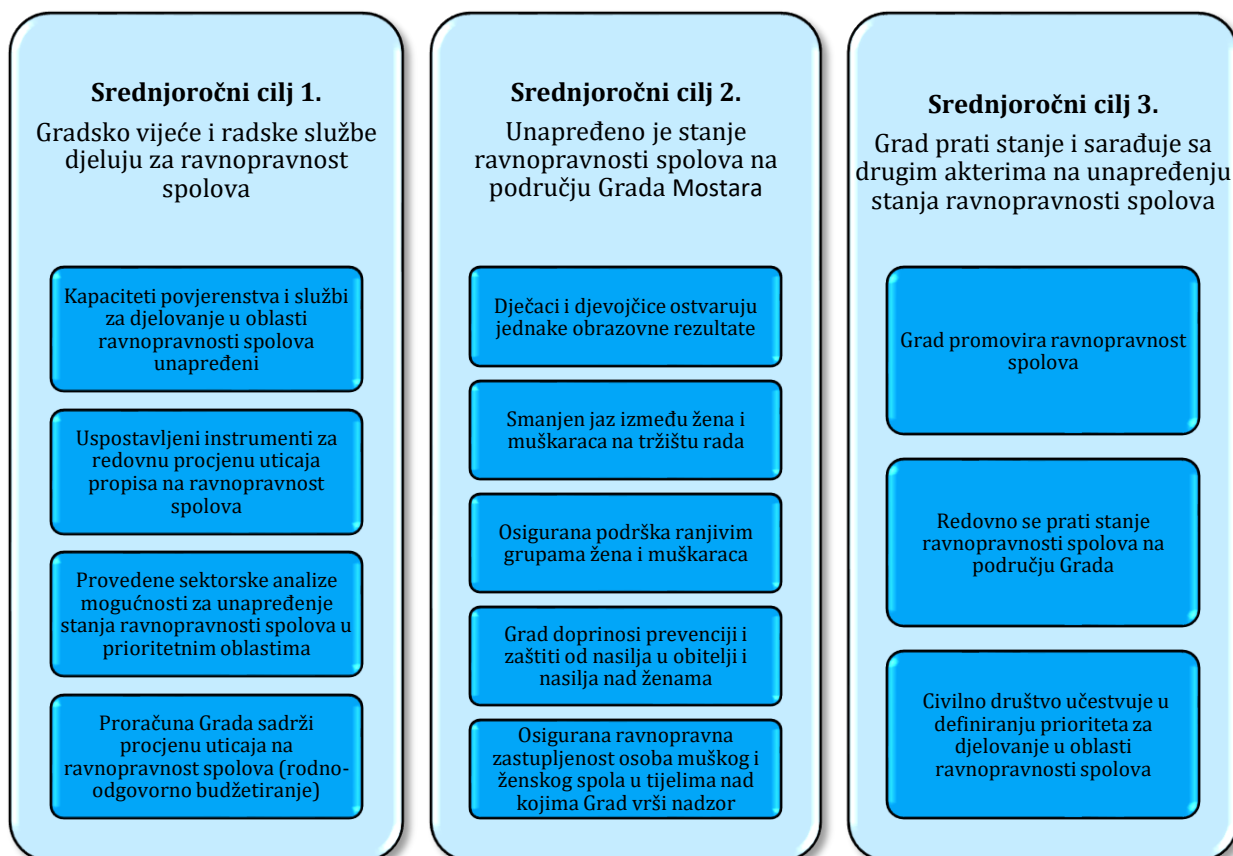 Srednjoročni cilj 1.
Gradsko vijeće i radske službe
djeluju za ravnopravnost
spolova
Kapaciteti povjerenstva i službi
za djelovanje u oblasti
ravnopravnosti spolova
unapređeni
Uspostavljeni instrumenti za
redovnu procjenu uticaja
propisa na ravnopravnost
spolova
Provedene sektorske analize
mogućnosti za unapređenje
stanja ravnopravnosti spolova u
prioritetnim oblastima
Proračuna Grada sadrži
procjenu uticaja na
ravnopravnost spolova (rodno-
odgovorno budžetiranje)
Srednjoročni cilj 2.
Unapređeno je stanje
ravnopravnosti spolova na
području Grada Mostara
Dječaci i djevojčice ostvaruju
jednake obrazovne rezultate
Smanjen jaz između žena i
muškaraca na tržištu rada
Osigurana podrška ranjivim
grupama žena i muškaraca
Grad doprinosi prevenciji i
zaštiti od nasilja u obitelji i
nasilja nad ženama
Osigurana ravnopravna
zastupljenost osoba muškog i
ženskog spola u tijelima nad
kojima Grad vrši nadzor
Srednjoročni cilj 3.
Grad prati stanje i sarađuje sa
drugim akterima na unapređenju
stanja ravnopravnosti spolova
Grad promovira ravnopravnost
spolova
Redovno se prati stanje
ravnopravnosti spolova na
području Grada
Civilno društvo učestvuje u
definiranju prioriteta za
djelovanje u oblasti
ravnopravnosti spolova